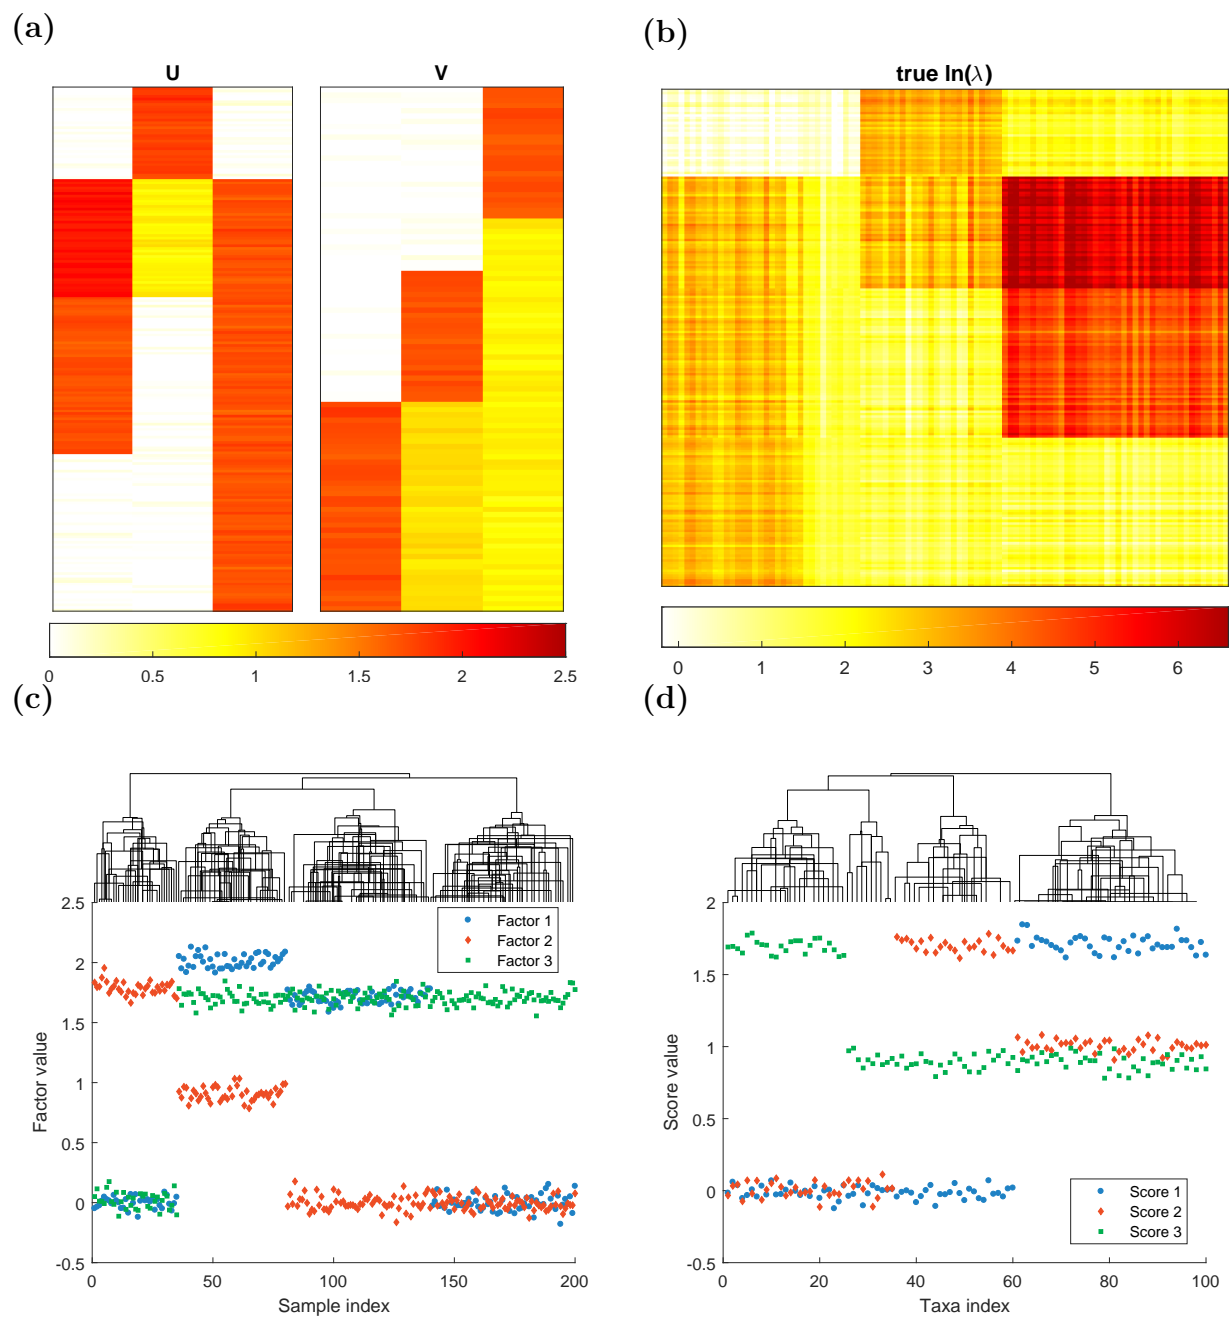 (a)
(b)
U V
true ln(λ)
0 0.5 1 1.5 2 2.5
0 1 2 3 4 5 6
(c)
(d)
2.5
2
1.5
1
0.5
0
-0.5
Factor value
Factor 1
Factor 2
Factor 3
0 50 100 150 200
Sample index
2
1.5
1
0.5
0
-0.5
Score value
Score 1
Score 2
Score 3
0 20 40 60 80 100
Taxa index